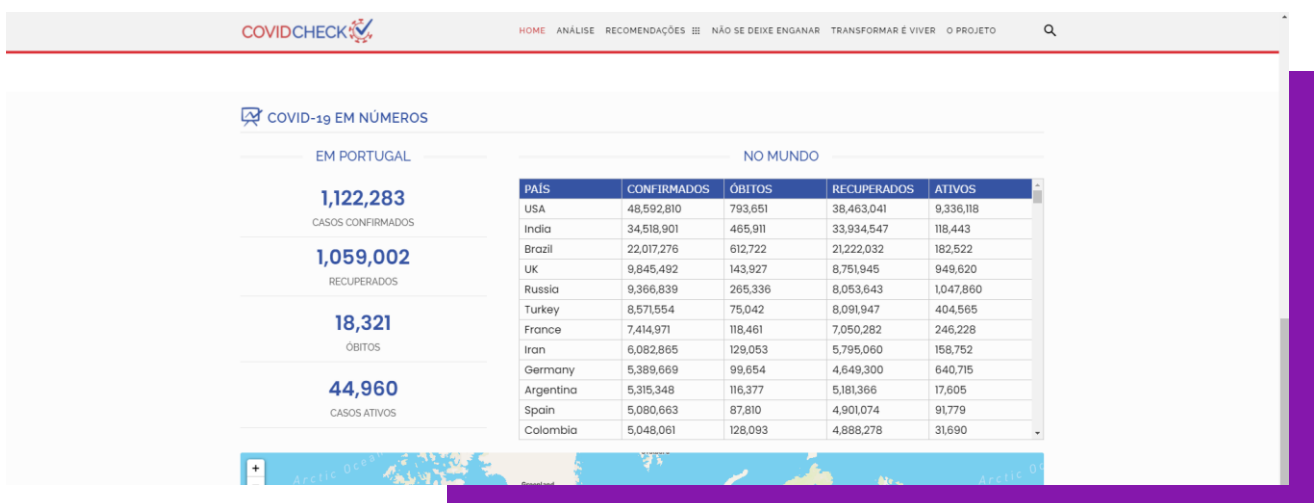 COVIDCHECK
HOME ANÁLISE RECOMENDAÇÕES NÃO SE DEIXE ENGANAR TRANSFORMAR É VIVER O PROJETO
COVID-19 EM NÚMEROS
EM PORTUGAL
1,122,283
CASOS CONFIRMADOS
1,059,002
RECUPERADOS
18,321
ÓBITOS
44,960
CASOS ATIVOS
NO MUNDO
PAÍS CONFIRMADOS ÓBITOS RECUPERADOS ATIVOS
USA 48,592,810 793,651 38,463,041 9,336,118
India 34,518,901 465,911 33,934,547 118,443
Brazil 22,017,276 612,722 21,222,032 182,522
UK 9,845,492 143,927 8,751,945 949,620
Russia 9,366,839 265,336 8,053,643 1,047,860
Turkey 8,571,554 75,042 8,091,947 404,565
France 7,414,971 118,461 7,050,282 246,228
Iran 6,082,865 129,053 5,795,060 158,752
Germany 5,389,669 99,654 4,649,300 640,715
Argentina 5,315,348 116,377 5,181,366 17,605
Spain 5,080,663 87,810 4,901,074 91,779
Colombia 5,048,061 128,093 4,888,278 31,690
+
Arctic Ocean
Arctic